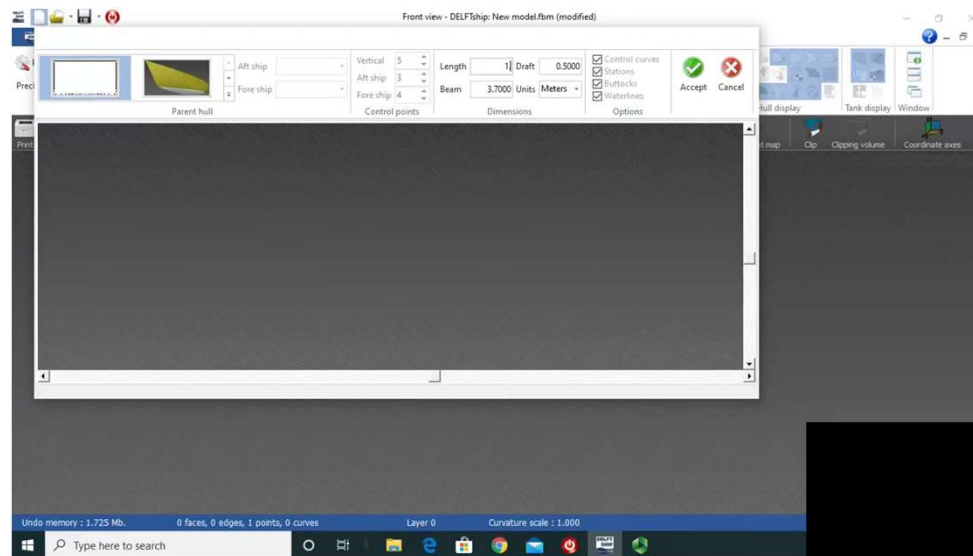 Front view - DELFTship: New model.fbm (modified)
Aft ship
Fore ship
Parent hull
Vertical 5
Aft ship 3
Fore ship 4
Control points
Length 1. Draft 0.5000
Beam 3.7000 Units Meters
Dimensions
Control curves
Stations
Buttocks
Waterlines
Options
Accept Cancel
Preci
Hull display Tank display Window
Print
Clip Clipping volume Coordinate axes
Undo memory : 1.725 Mb. 0 faces, 0 edges, 1 points, 0 curves Layer 0 Curvature scale : 1.000
Type here to search